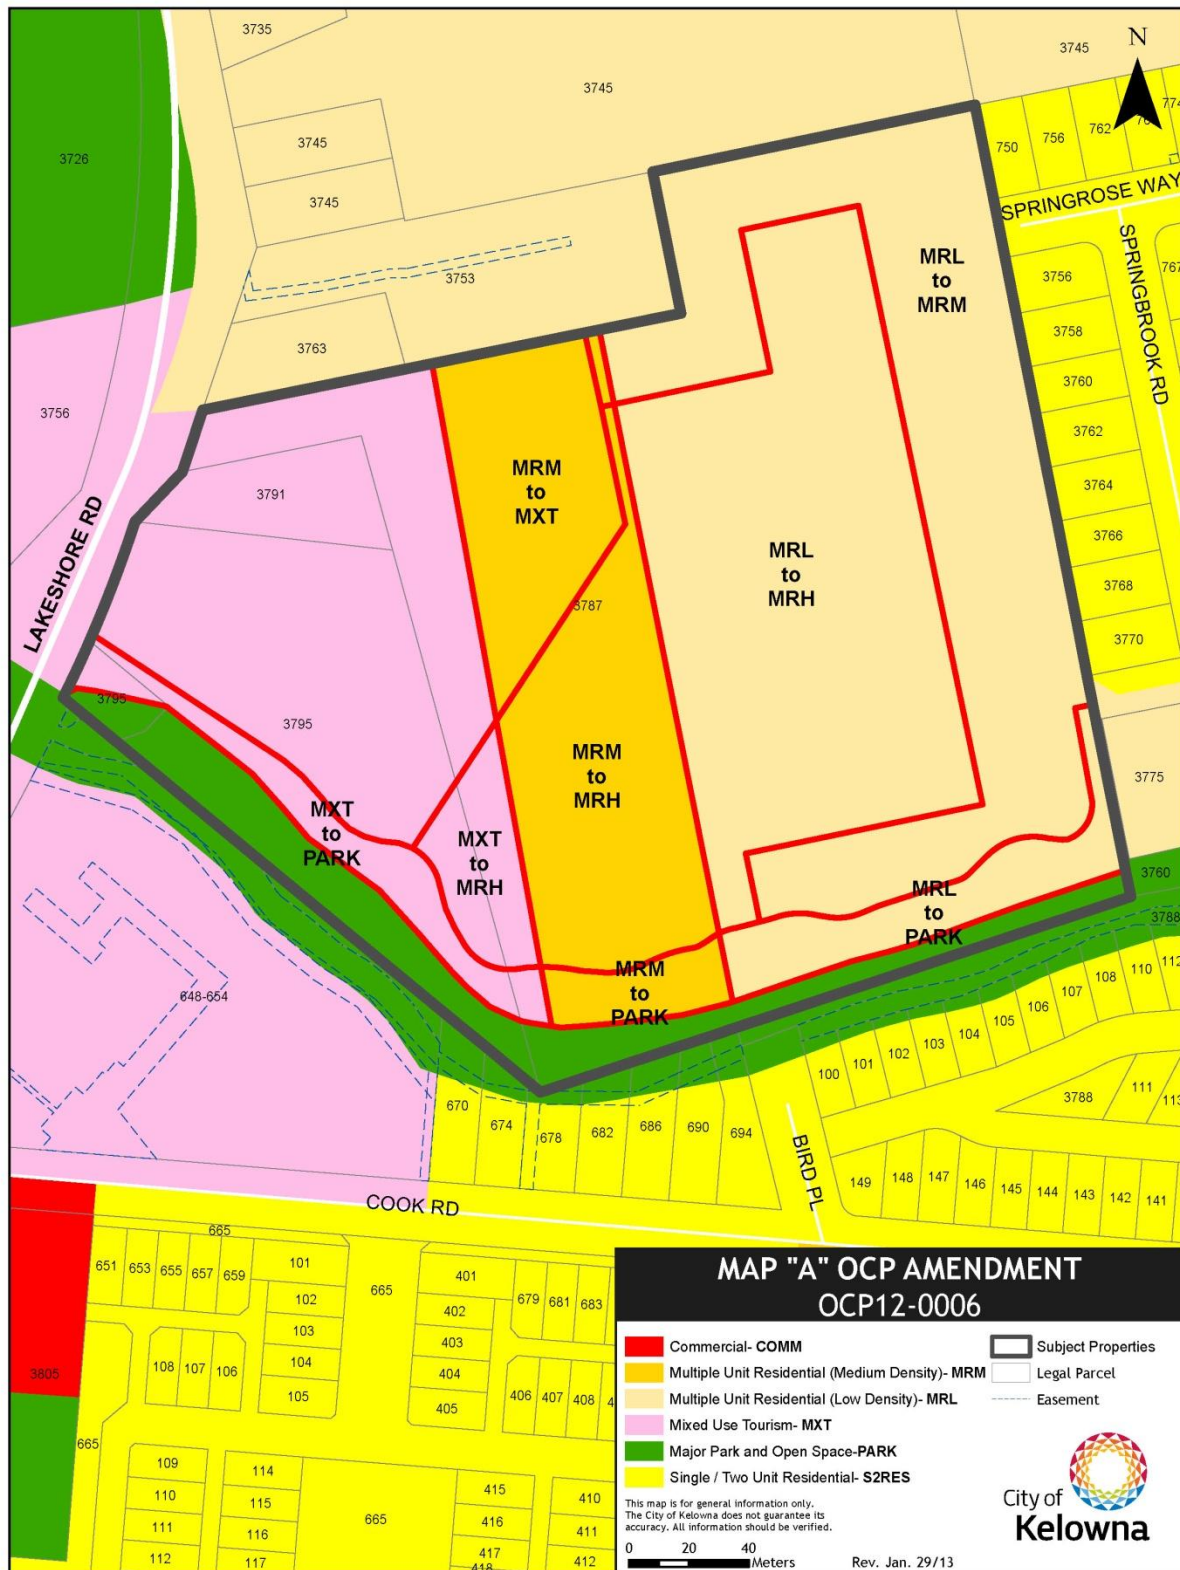 3735
3745
3745
N
3726
3745
3745
750
756
762
774
SPRINGROSE WAY
SPRINGBROOK RD
767
MRL
to
MRM
3753
3763
3756
3758
3760
3762
3764
3766
3768
3770
3756
MRM
to
MXT
3791
LAKESHORE RD
MRL
to
MRH
3787
3795
3795
MRM
to
MRH
3775
MXT
to
PARK
MXT
to
MRH
MRL
to
PARK
3760
3788
MRM
to
PARK
648-654
670
674
678
682
686
690
694
100
101
102
103
104
105
106
107
108
110
112
3788
111
113
BIRD PL
149
148
147
146
145
144
143
142
141
COOK RD
665
651
653
655
657
659
101
102
103
104
105
665
401
402
403
404
405
679
681
683
108
107
106
406
407
408
3805
665
109
110
111
112
114
115
116
117
665
415
416
417
418
410
411
412
MAP "A" OCP AMENDMENT
OCP12-0006
Commercial- COMM
Multiple Unit Residential (Medium Density)- MRM
Multiple Unit Residential (Low Density)- MRL
Mixed Use Tourism- MXT
Major Park and Open Space-PARK
Single / Two Unit Residential- S2RES
Subject Properties
Legal Parcel
Easement
This map is for general information only.
The City of Kelowna does not guarantee its
accuracy. All information should be verified.
0 20 40
Meters
Rev. Jan. 29/13
City of
Kelowna